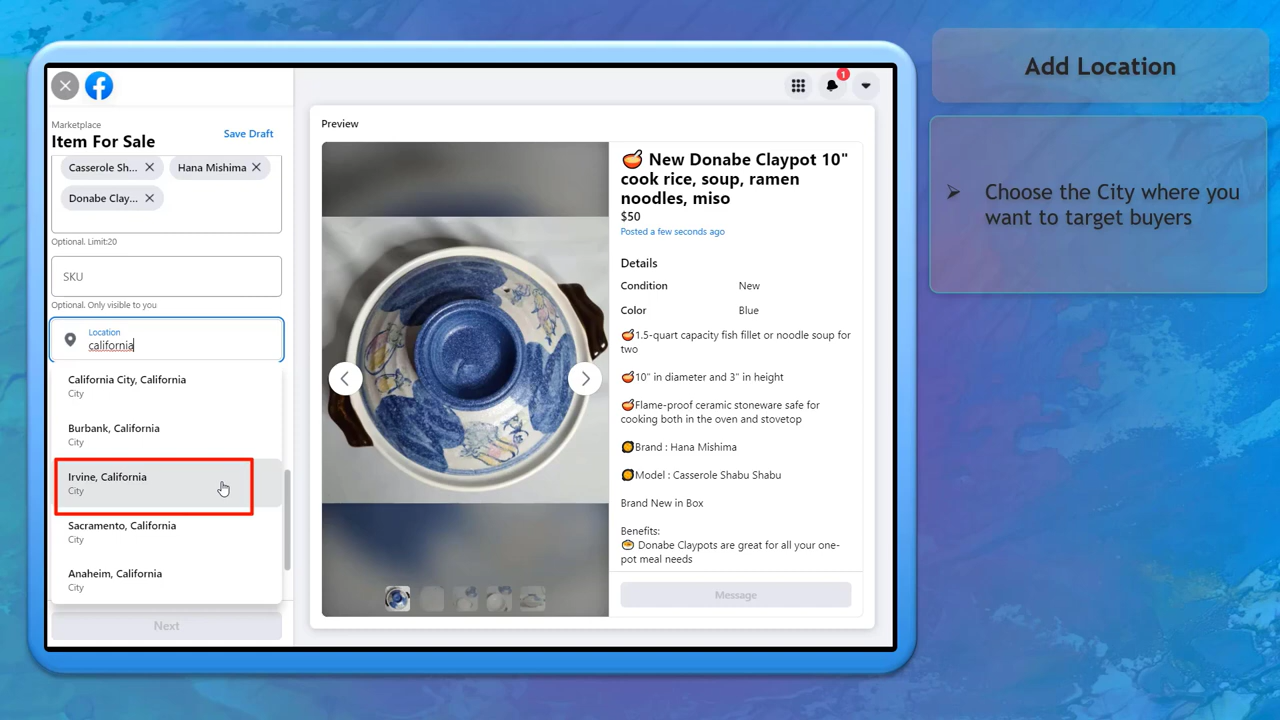 Marketplace
Item For Sale
Save Draft
Casserole Sh...
Hana Mishima
Donabe Clay...
Optional. Limit:20
SKU
Optional. Only visible to you
Location
california
California City, California
City
Burbank, California
City
Irvine, California
City
Sacramento, California
City
Anaheim, California
City
Next
1
Preview
New Donabe Claypot 10"
cook rice, soup, ramen
noodles, miso
$50
Posted a few seconds ago
Details
Condition New
Color Blue
1.5-quart capacity fish fillet or noodle soup for
two
10" in diameter and 3" in height
Flame-proof ceramic stoneware safe for
cooking both in the oven and stovetop
Brand : Hana Mishima
Model : Casserole Shabu Shabu
Brand New in Box
Benefits:
Donabe Claypots are great for all your one-
pot meal needs
Message
Add Location
Choose the City where you
want to target buyers